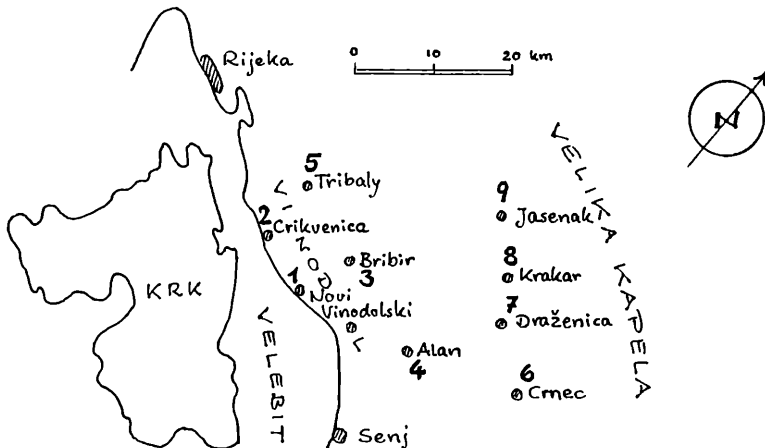 Rijeka
0 10 20 km
N
5
Tribaly
2
Crikvenica
VINODOL
Bribir
3
1
Novi
Vinodolski
KRK
VELEBIT
Alan
4
Senj
9
Jasenak
8
Krakar
7
Draženica
6
Crnec
VELIKA KAPELA